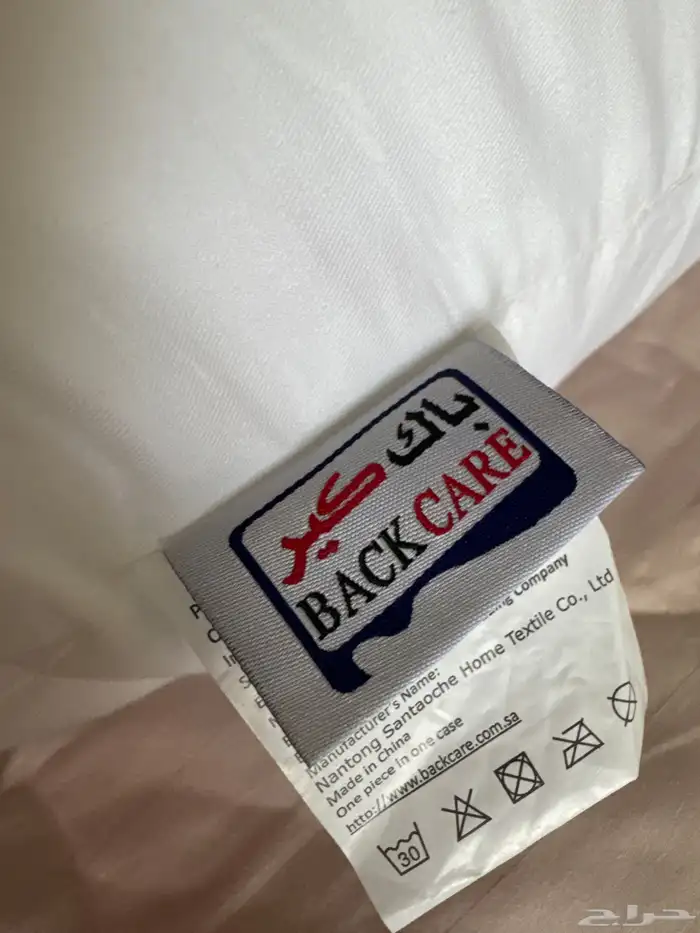 باك كير
BACK CARE
Company
Manufacturer's Name:
Nantong Santaoche Home Textile Co., Ltd
Made in China
One piece in one case
http://www.backcare.com.sa
30
حراج